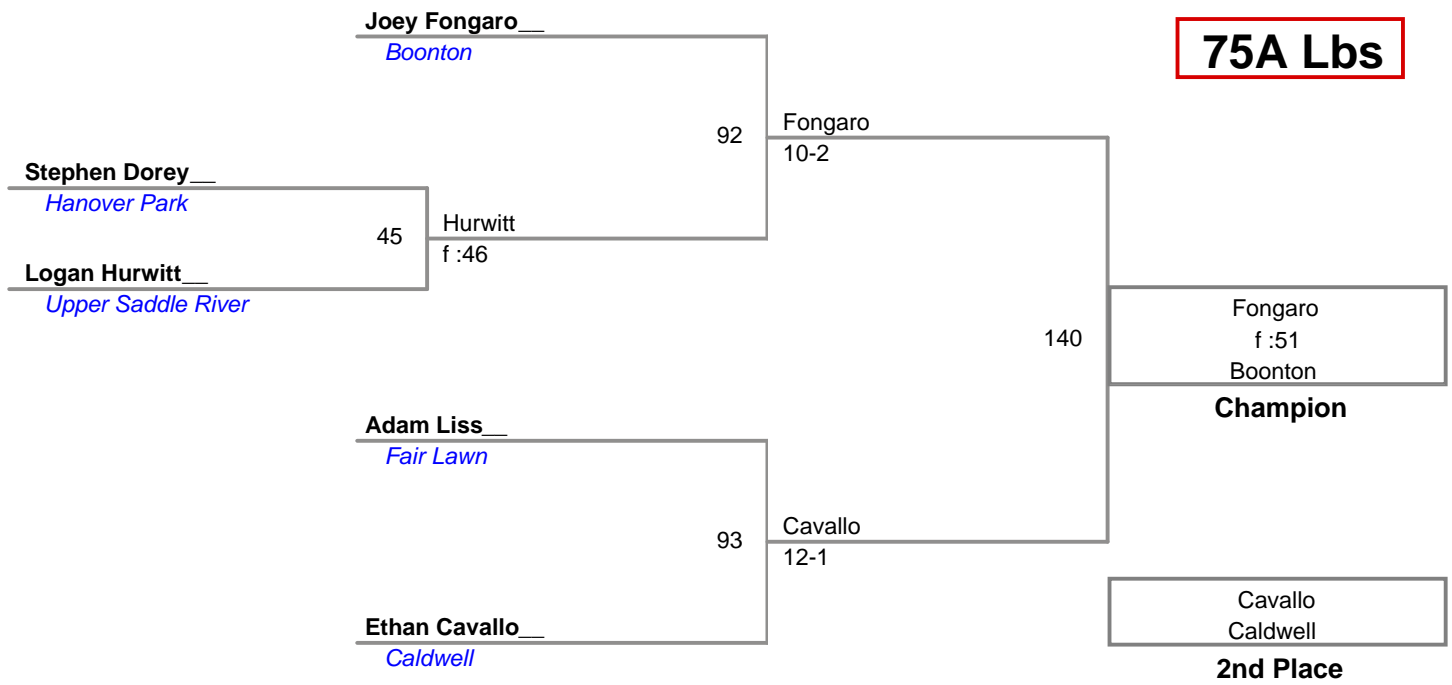 Joey Fongaro__
Boonton
75A Lbs
92
Fongaro
10-2
Stephen Dorey__
Hanover Park
45
Hurwitt
f :46
Logan Hurwitt__
Upper Saddle River
140
Fongaro
f :51
Boonton
Champion
Adam Liss__
Fair Lawn
93
Cavallo
12-1
Ethan Cavallo__
Caldwell
Cavallo
Caldwell
2nd Place